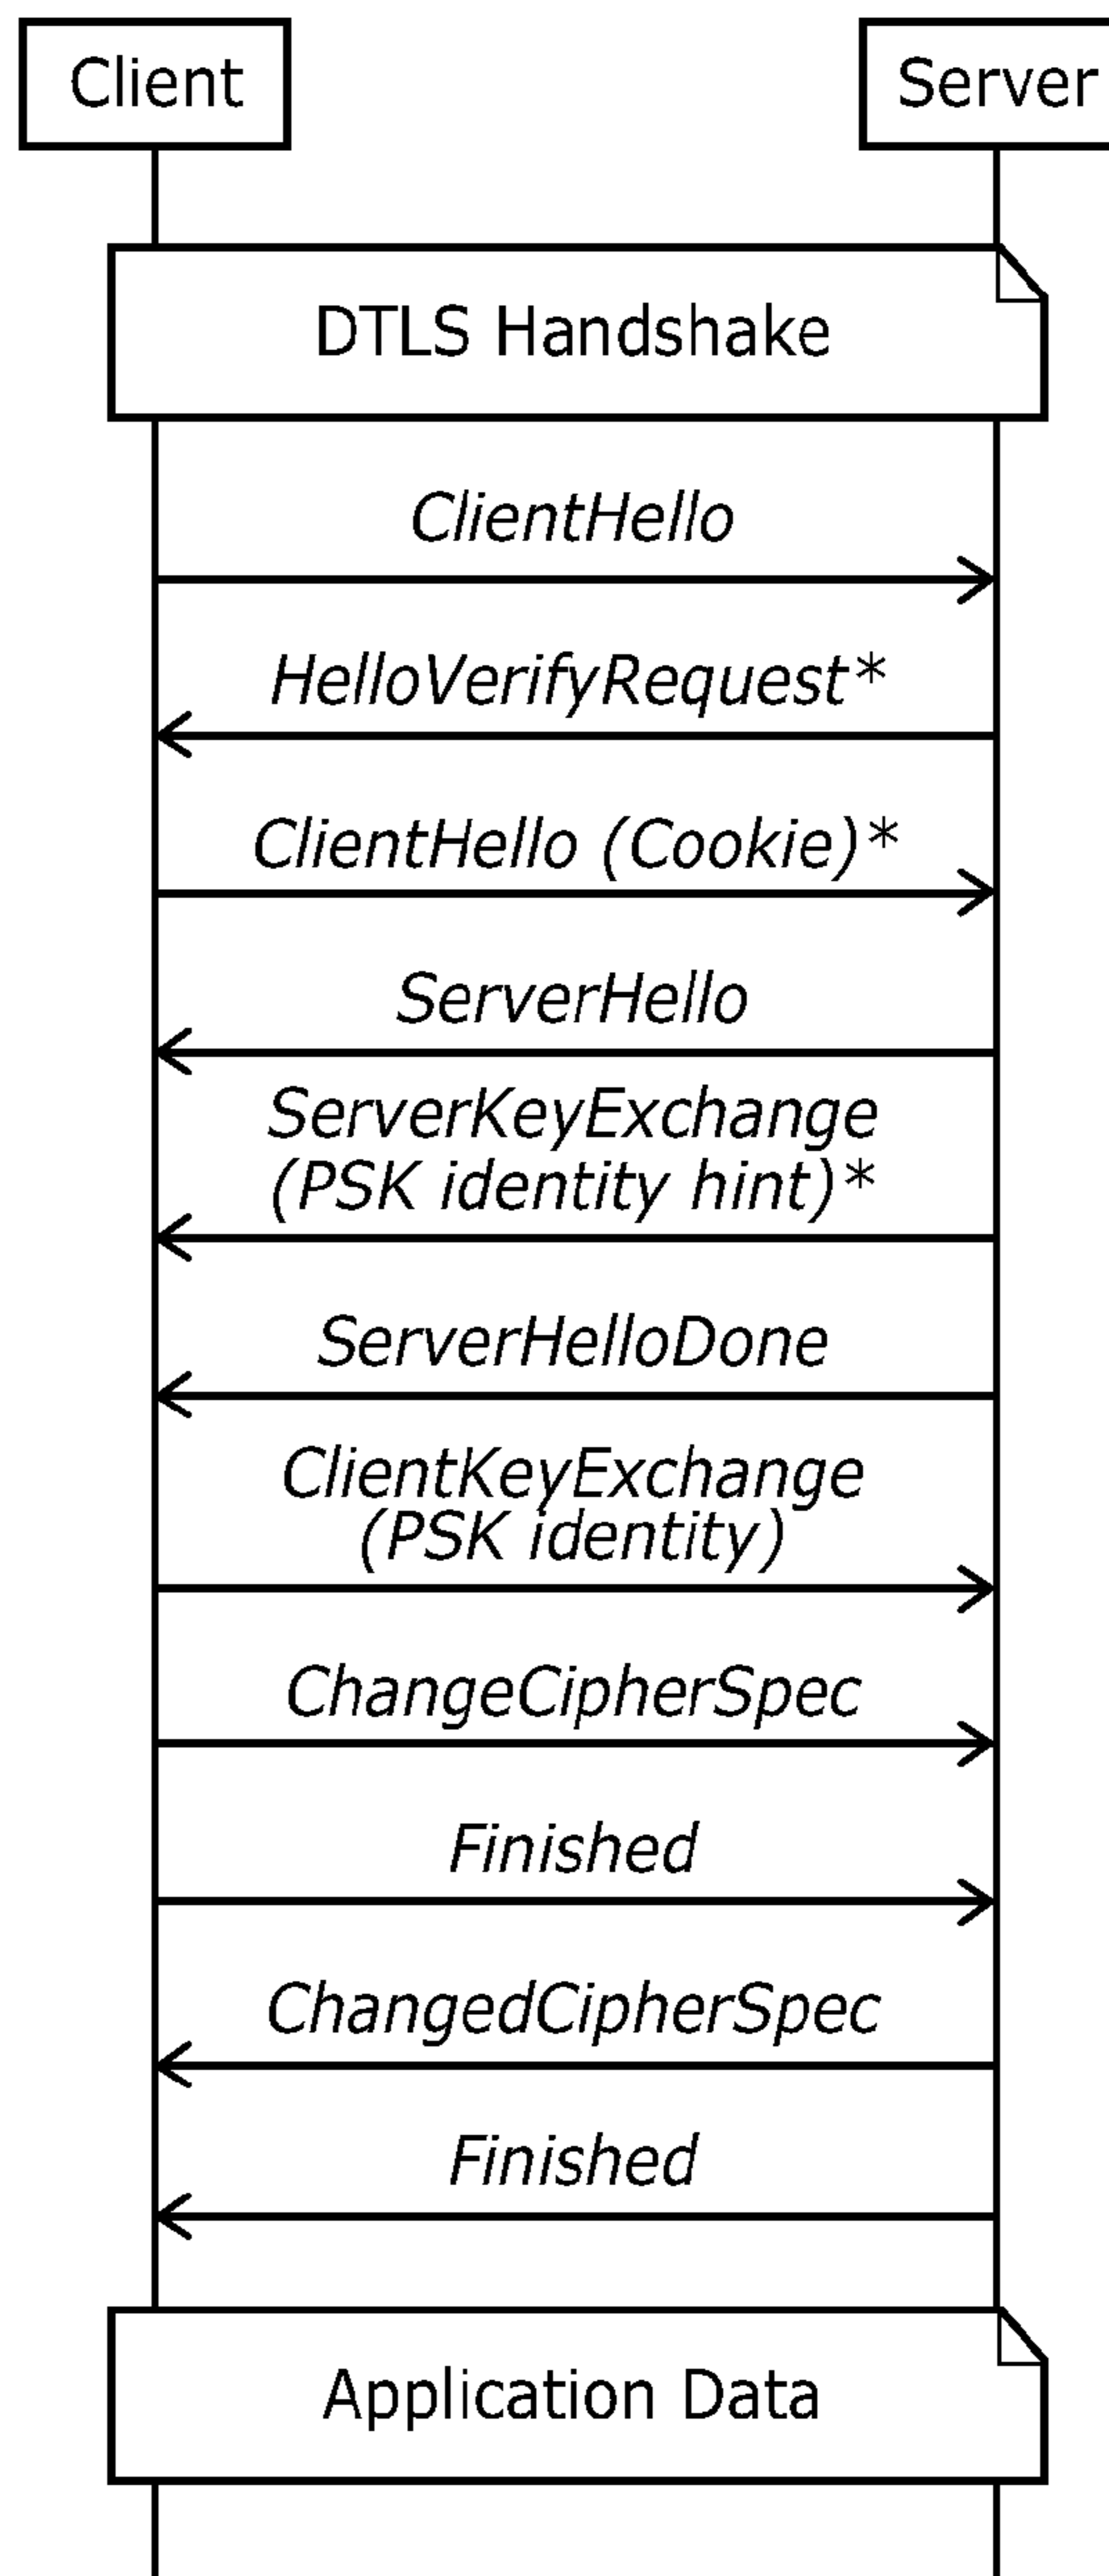 Client
Server
DTLS Handshake
ClientHello
HelloVerifyRequest*
ClientHello (Cookie)*
ServerHello
ServerKeyExchange
(PSK identity hint)*
ServerHelloDone
ClientKeyExchange
(PSK identity)
ChangeCipherSpec
Finished
ChangedCipherSpec
Finished
Application Data